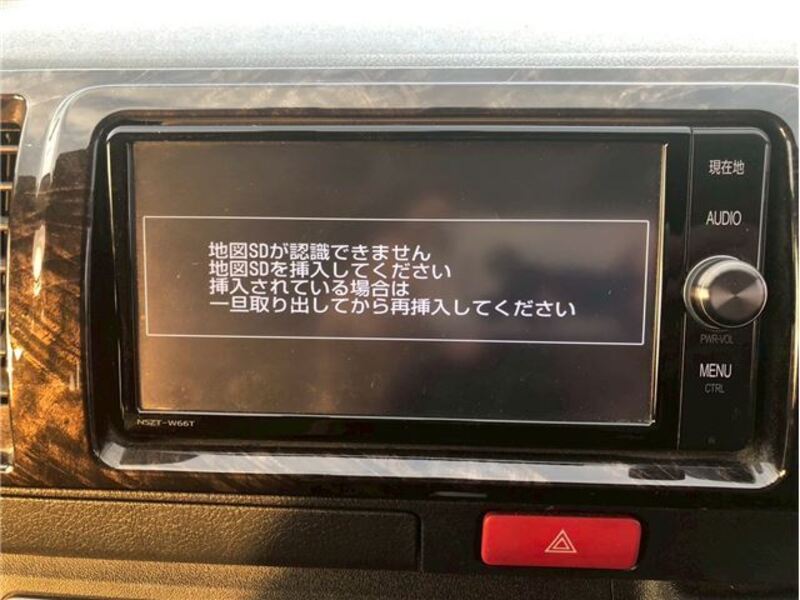 地図SDが認識できません
地図SDを挿入してください
挿入されている場合は
一旦取り出してから再挿入してください
現在地
AUDIO
PWR-VOL
MENU
CTRL
NSZT-W66T